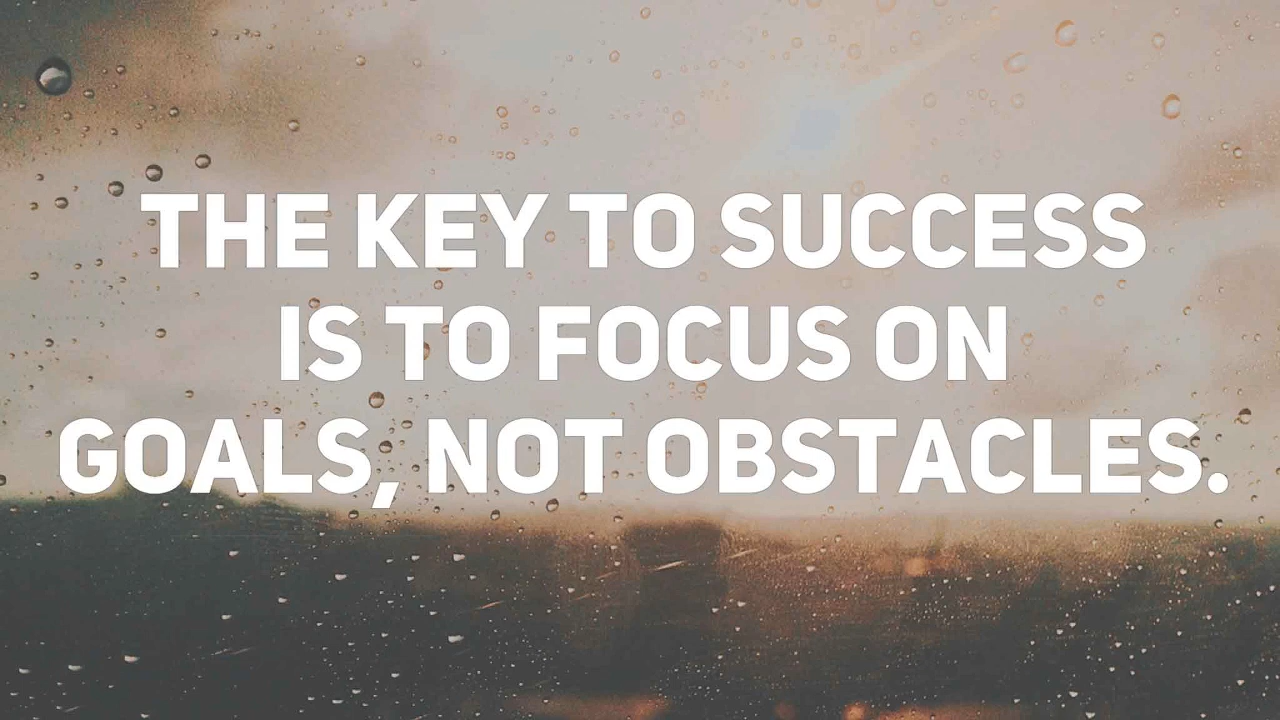 THE KEY TO SUCCESS
IS TO FOCUS ON
GOALS, NOT OBSTACLES.